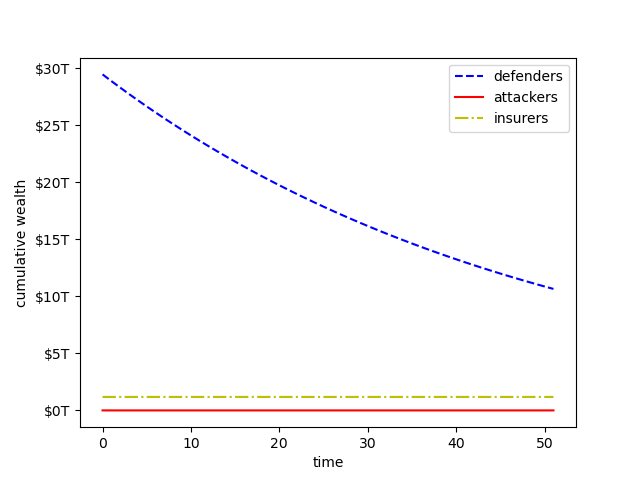 $30T
$25T
$20T
$15T
$10T
$5T
$0T
cumulative wealth
defenders
attackers
insurers
0 10 20 30 40 50
time